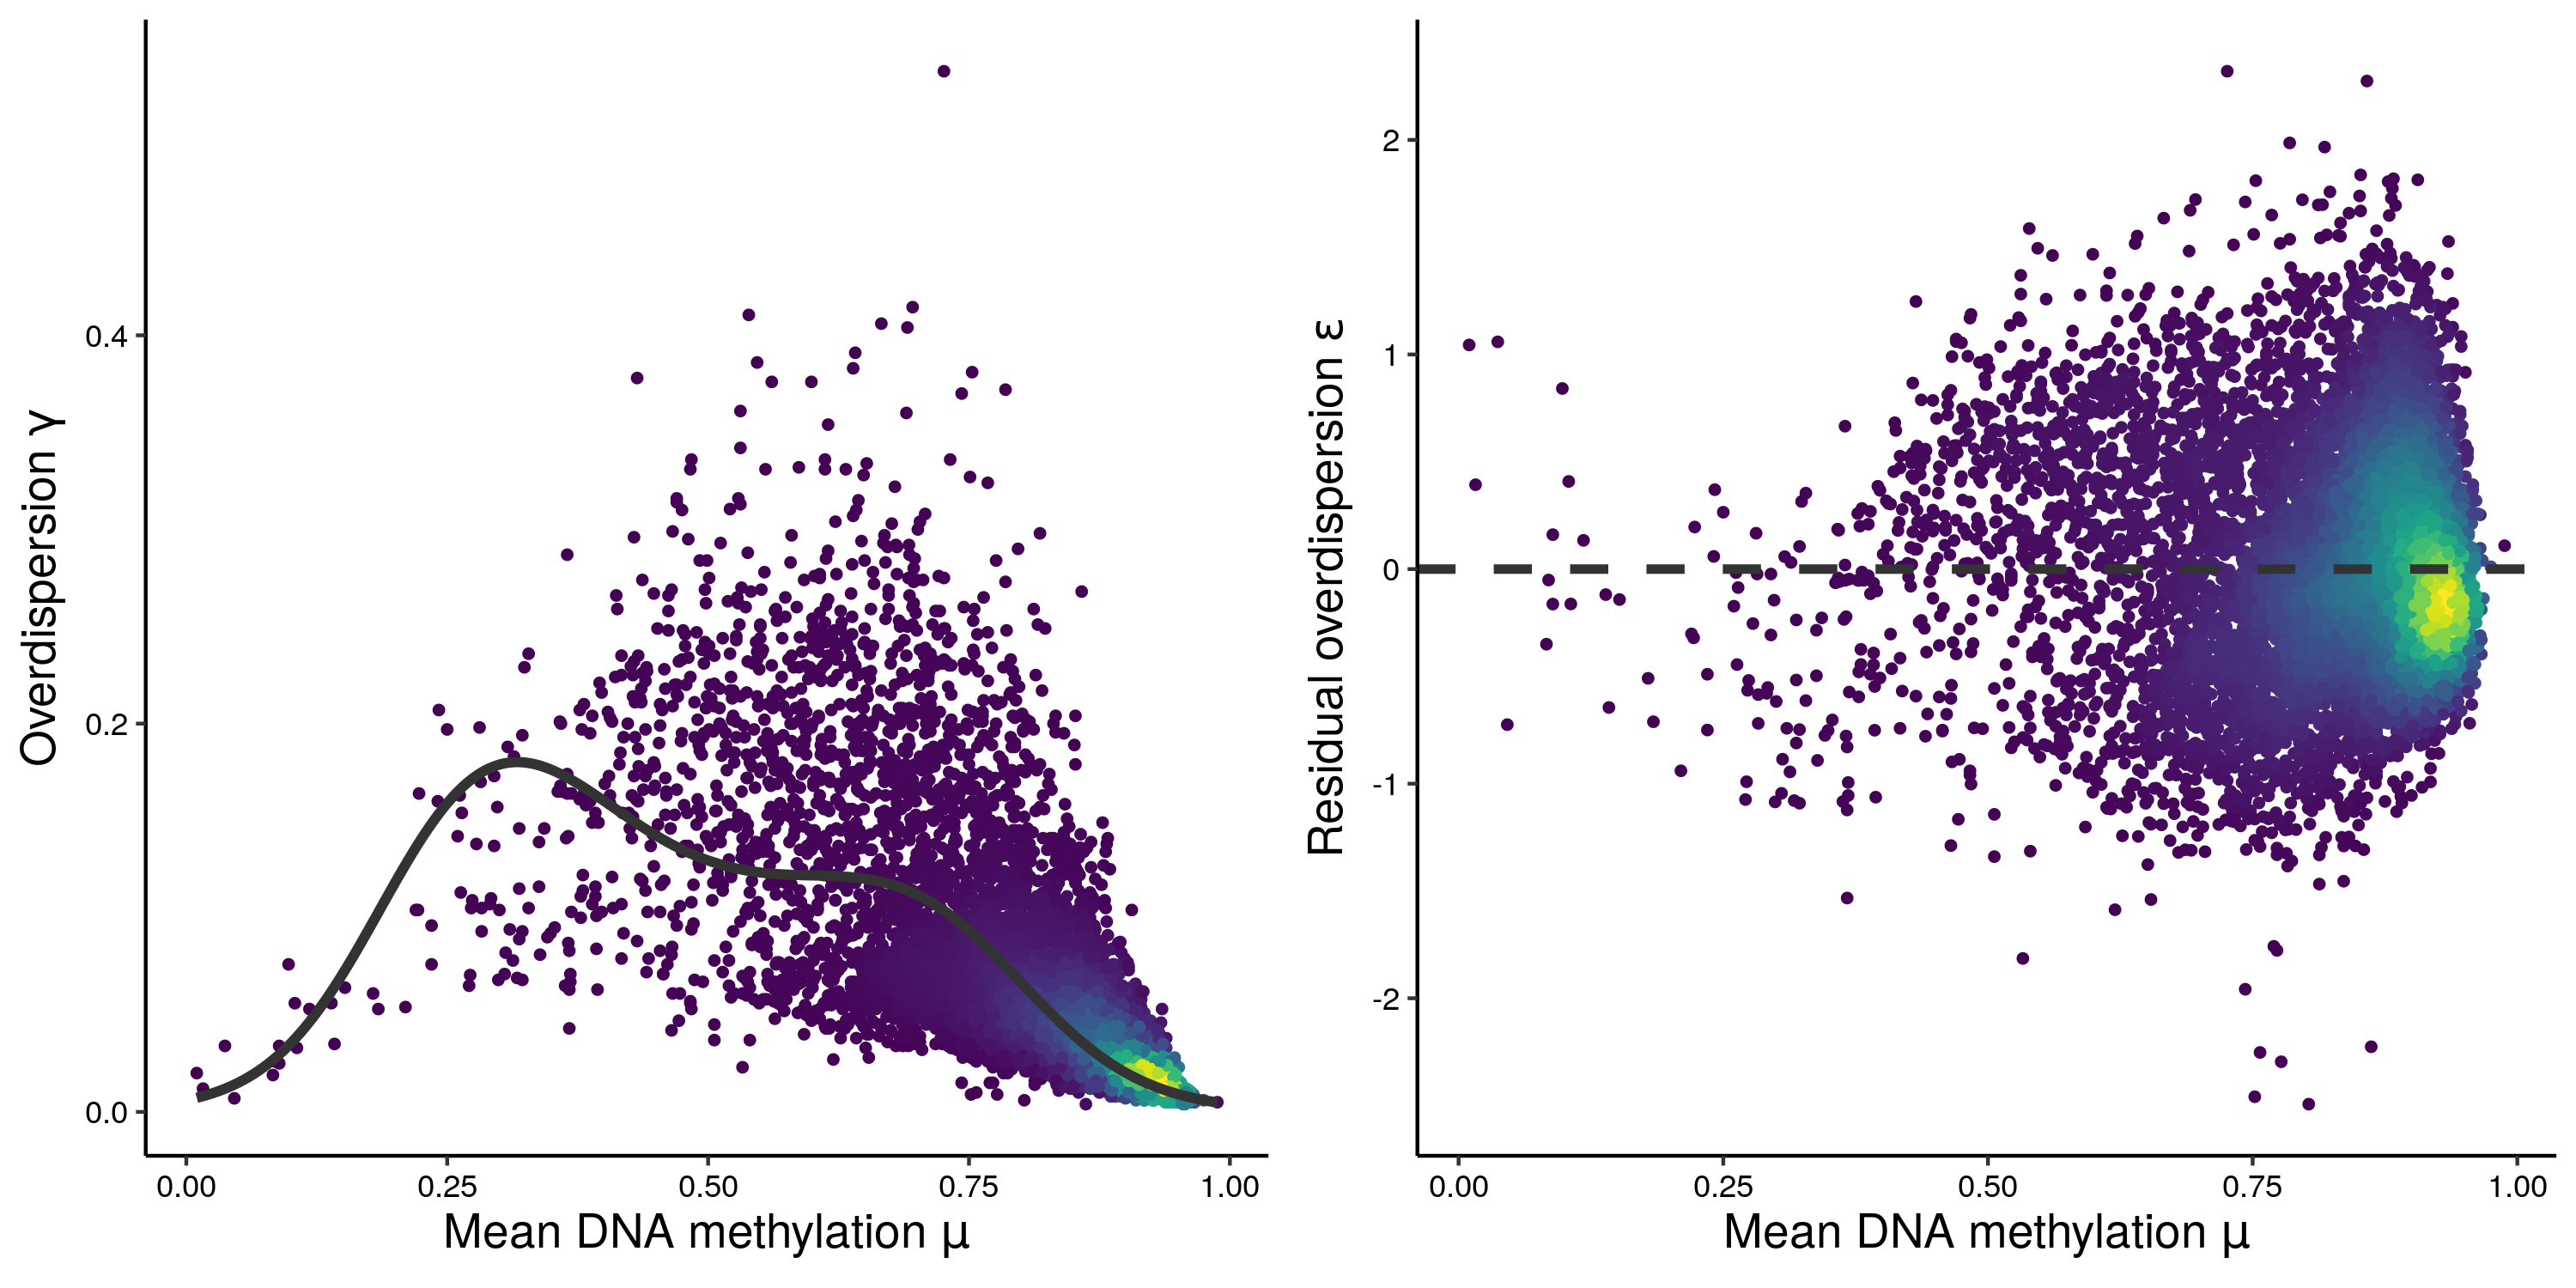 Overdispersion γ
0.4
0.2
0.0
0.00 0.25 0.50 0.75 1.00
Mean DNA methylation μ
Residual overdispersion ε
2
1
0
-1
-2
0.00 0.25 0.50 0.75 1.00
Mean DNA methylation μ